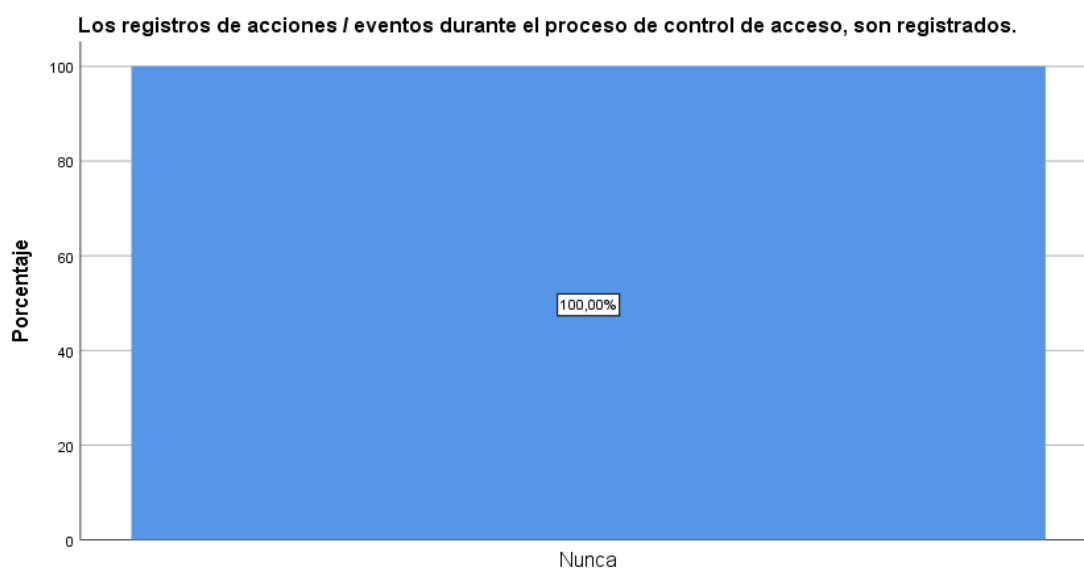 Los registros de acciones / eventos durante el proceso de control de acceso, son registrados.
100
80
60
40
20
0
Porcentaje
100,00%
Nunca